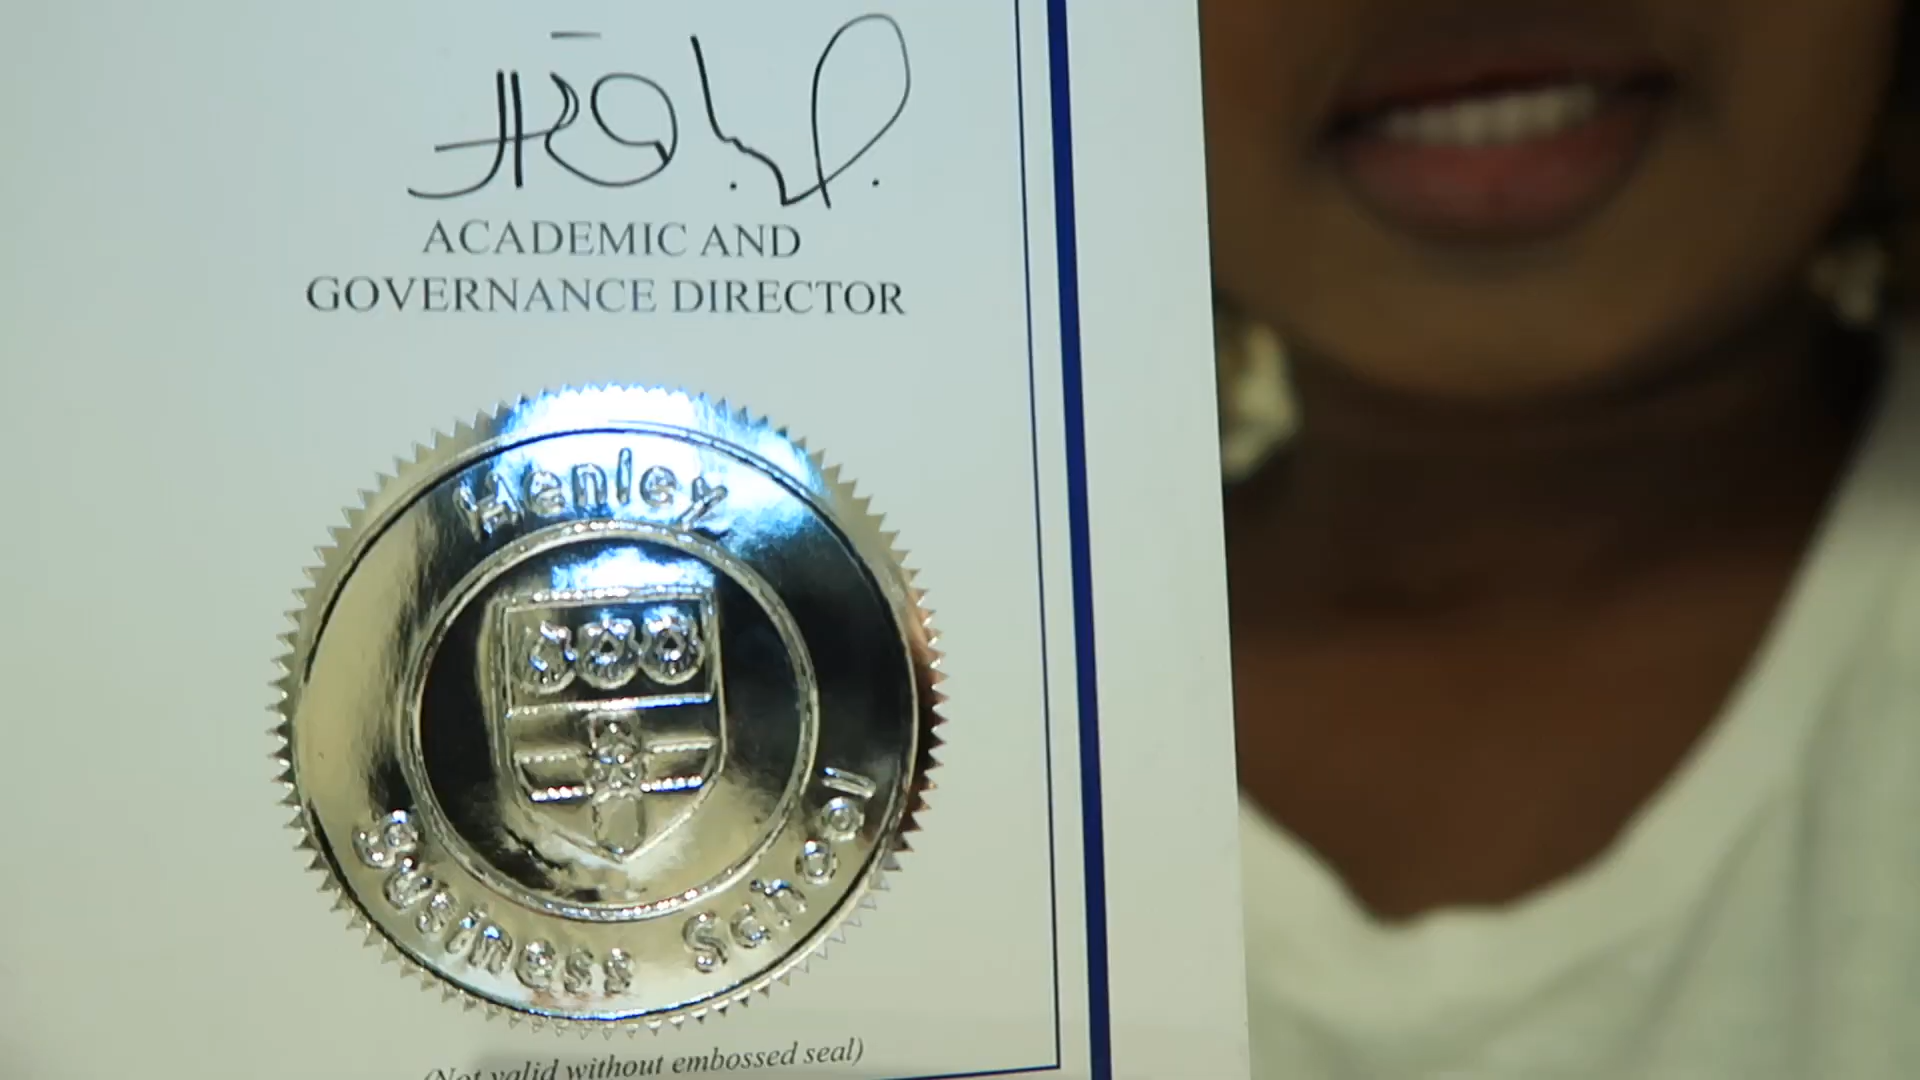 ACADEMIC AND
GOVERNANCE DIRECTOR
Henley
Business School
(Not valid without embossed seal)